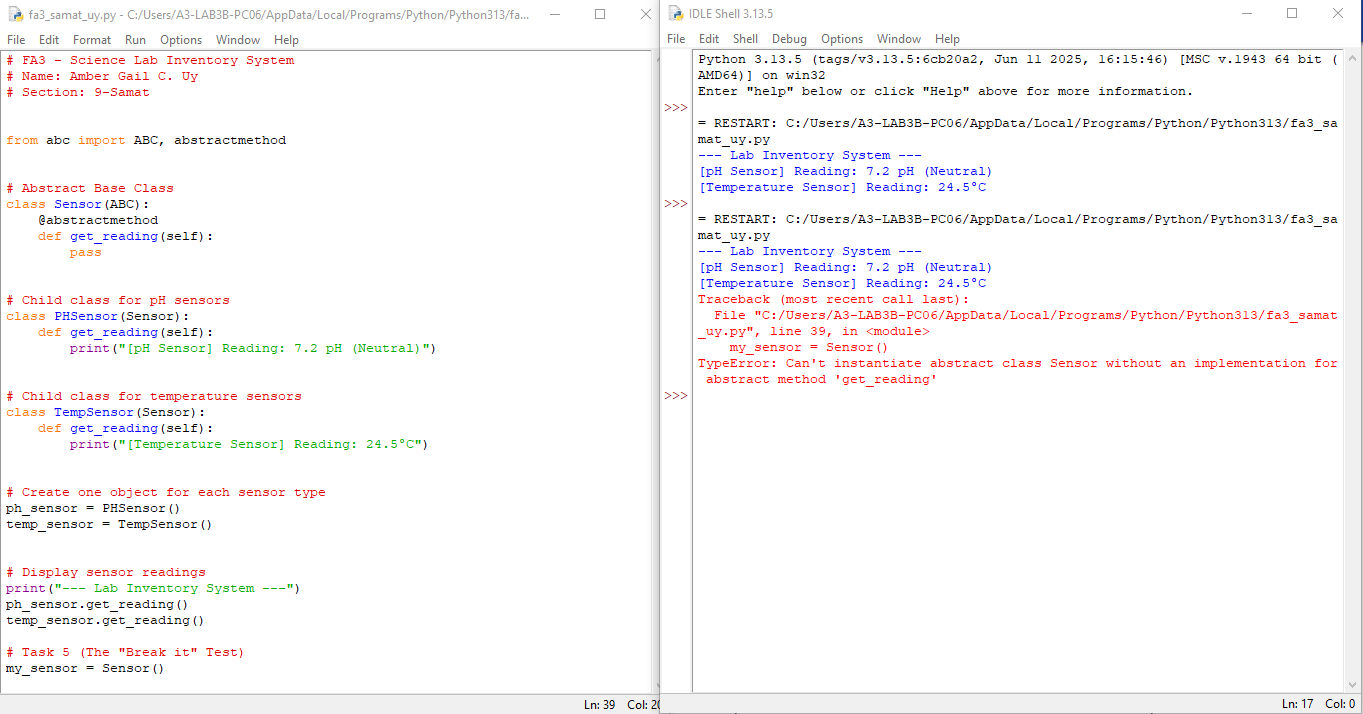 fa3_samat_uy.py - C:/Users/A3-LAB3B-PC06/AppData/Local/Programs/Python/Python313/fa...
File Edit Format Run Options Window Help
# FA3 - Science Lab Inventory System
# Name: Amber Gail C. Uy
# Section: 9-Samat
from abc import ABC, abstractmethod
# Abstract Base Class
class Sensor(ABC):
    @abstractmethod
    def get_reading(self):
        pass
# Child class for pH sensors
class PHSensor(Sensor):
    def get_reading(self):
        print("[pH Sensor] Reading: 7.2 pH (Neutral)")
# Child class for temperature sensors
class TempSensor(Sensor):
    def get_reading(self):
        print("[Temperature Sensor] Reading: 24.5°C")
# Create one object for each sensor type
ph_sensor = PHSensor()
temp_sensor = TempSensor()
# Display sensor readings
print("--- Lab Inventory System ---")
ph_sensor.get_reading()
temp_sensor.get_reading()
# Task 5 (The "Break it" Test)
my_sensor = Sensor()
Ln: 39 Col: 20
IDLE Shell 3.13.5
File Edit Shell Debug Options Window Help
Python 3.13.5 (tags/v3.13.5:6cb20a2, Jun 11 2025, 16:15:46) [MSC v.1943 64 bit (
AMD64)] on win32
Enter "help" below or click "Help" above for more information.
>>>
= RESTART: C:/Users/A3-LAB3B-PC06/AppData/Local/Programs/Python/Python313/fa3_sa
mat_uy.py
--- Lab Inventory System ---
[pH Sensor] Reading: 7.2 pH (Neutral)
[Temperature Sensor] Reading: 24.5°C
>>>
= RESTART: C:/Users/A3-LAB3B-PC06/AppData/Local/Programs/Python/Python313/fa3_sa
mat_uy.py
--- Lab Inventory System ---
[pH Sensor] Reading: 7.2 pH (Neutral)
[Temperature Sensor] Reading: 24.5°C
Traceback (most recent call last):
  File "C:/Users/A3-LAB3B-PC06/AppData/Local/Programs/Python/Python313/fa3_samat
_uy.py", line 39, in <module>
    my_sensor = Sensor()
TypeError: Can't instantiate abstract class Sensor without an implementation for
 abstract method 'get_reading'
>>>
Ln: 17 Col: 0